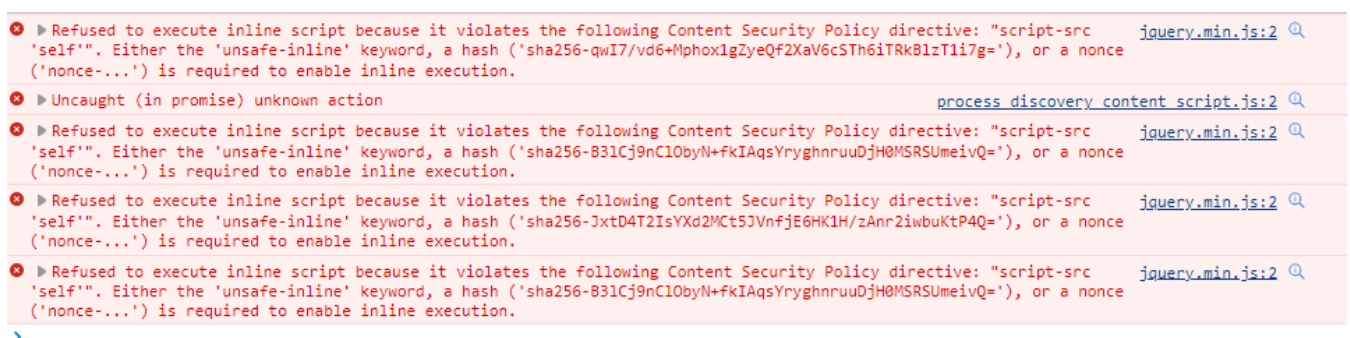 Refused to execute inline script because it violates the following Content Security Policy directive: "script-src jquery.min.js:2
'self'". Either the 'unsafe-inline' keyword, a hash ('sha256-qwI7/vd6+Mphox1gZyeQf2XaV6cSTh6iTRkBlzT1i7g='), or a nonce
('nonce-...') is required to enable inline execution.
Uncaught (in promise) unknown action process discovery content script.js:2
Refused to execute inline script because it violates the following Content Security Policy directive: "script-src jquery.min.js:2
'self'". Either the 'unsafe-inline' keyword, a hash ('sha256-B3lCj9nClObyN+fkIAqsYryghnruuDjH0MSRSUmeivQ='), or a nonce
('nonce-...') is required to enable inline execution.
Refused to execute inline script because it violates the following Content Security Policy directive: "script-src jquery.min.js:2
'self'". Either the 'unsafe-inline' keyword, a hash ('sha256-JxtD4T2IsYXd2MCt5JVnfjE6HK1H/zAnr2iwbuKtP4Q='), or a nonce
('nonce-...') is required to enable inline execution.
Refused to execute inline script because it violates the following Content Security Policy directive: "script-src jquery.min.js:2
'self'". Either the 'unsafe-inline' keyword, a hash ('sha256-B3lCj9nClObyN+fkIAqsYryghnruuDjH0MSRSUmeivQ='), or a nonce
('nonce-...') is required to enable inline execution.